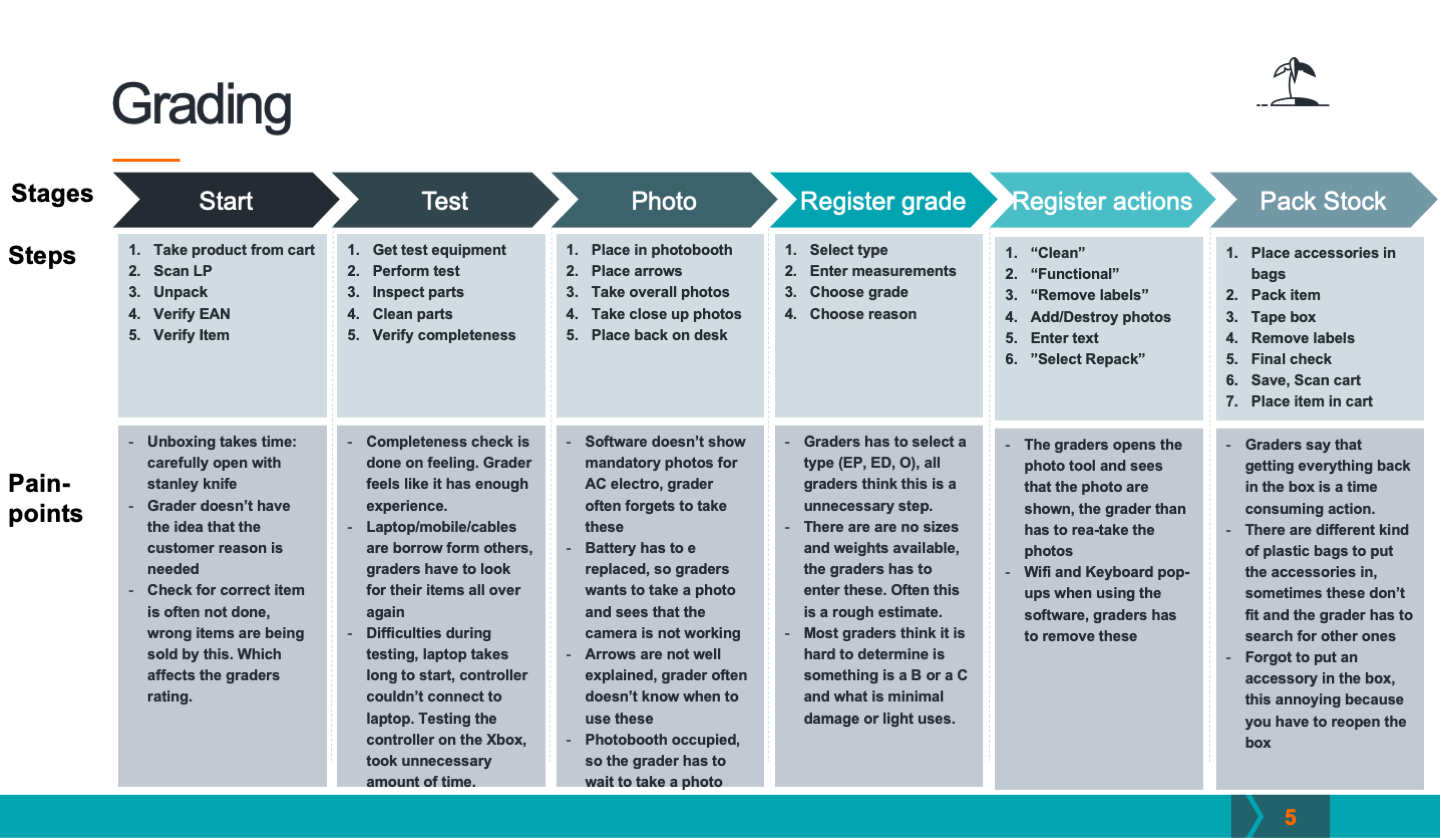 Grading
Stages
Start
Test
Photo
Register grade
Register actions
Pack Stock
Steps
1. Take product from cart
2. Scan LP
3. Unpack
4. Verify EAN
5. Verify Item
1. Get test equipment
2. Perform test
3. Inspect parts
4. Clean parts
5. Verify completeness
1. Place in photobooth
2. Place arrows
3. Take overall photos
4. Take close up photos
5. Place back on desk
1. Select type
2. Enter measurements
3. Choose grade
4. Choose reason
1. “Clean”
2. “Functional”
3. “Remove labels”
4. Add/Destroy photos
5. Enter text
6. ”Select Repack”
1. Place accessories in
bags
2. Pack item
3. Tape box
4. Remove labels
5. Final check
6. Save, Scan cart
7. Place item in cart
Pain-
points
- Unboxing takes time:
carefully open with
stanley knife
- Grader doesn’t have
the idea that the
customer reason is
needed
- Check for correct item
is often not done,
wrong items are being
sold by this. Which
affects the graders
rating.
- Completeness check is
done on feeling. Grader
feels like it has enough
experience.
- Laptop/mobile/cables
are borrow form others,
graders have to look
for their items all over
again
- Difficulties during
testing, laptop takes
long to start, controller
couldn’t connect to
laptop. Testing the
controller on the Xbox,
took unnecessary
amount of time.
- Software doesn’t show
mandatory photos for
AC electro, grader
often forgets to take
these
- Battery has to e
replaced, so graders
wants to take a photo
and sees that the
camera is not working
- Arrows are not well
explained, grader often
doesn’t know when to
use these
- Photobooth occupied,
so the grader has to
wait to take a photo
- Graders has to select a
type (EP, ED, O), all
graders think this is a
unnecessary step.
- There are are no sizes
and weights available,
the graders has to
enter these. Often this
is a rough estimate.
- Most graders think it is
hard to determine is
something is a B or a C
and what is minimal
damage or light uses.
- The graders opens the
photo tool and sees
that the photo are
shown, the grader than
has to rea-take the
photos
- Wifi and Keyboard pop-
ups when using the
software, graders has
to remove these
- Graders say that
getting everything back
in the box is a time
consuming action.
- There are different kind
of plastic bags to put
the accessories in,
sometimes these don’t
fit and the grader has to
search for other ones
- Forgot to put an
accessory in the box,
this annoying because
you have to reopen the
box
5